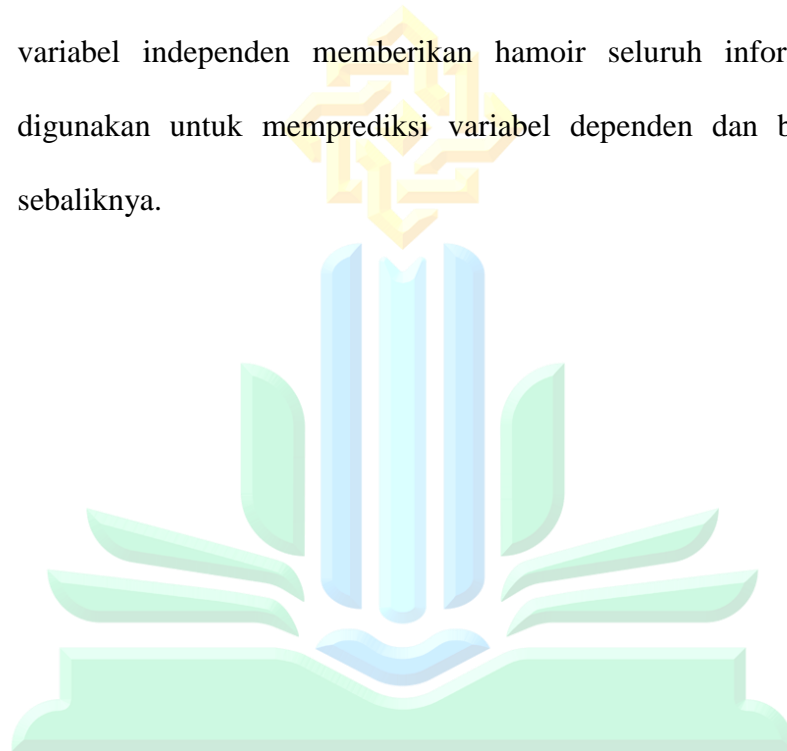 variabel independen memberikan hamoir seluruh infor
digunakan untuk memprediksi variabel dependen dan b
sebaliknya.